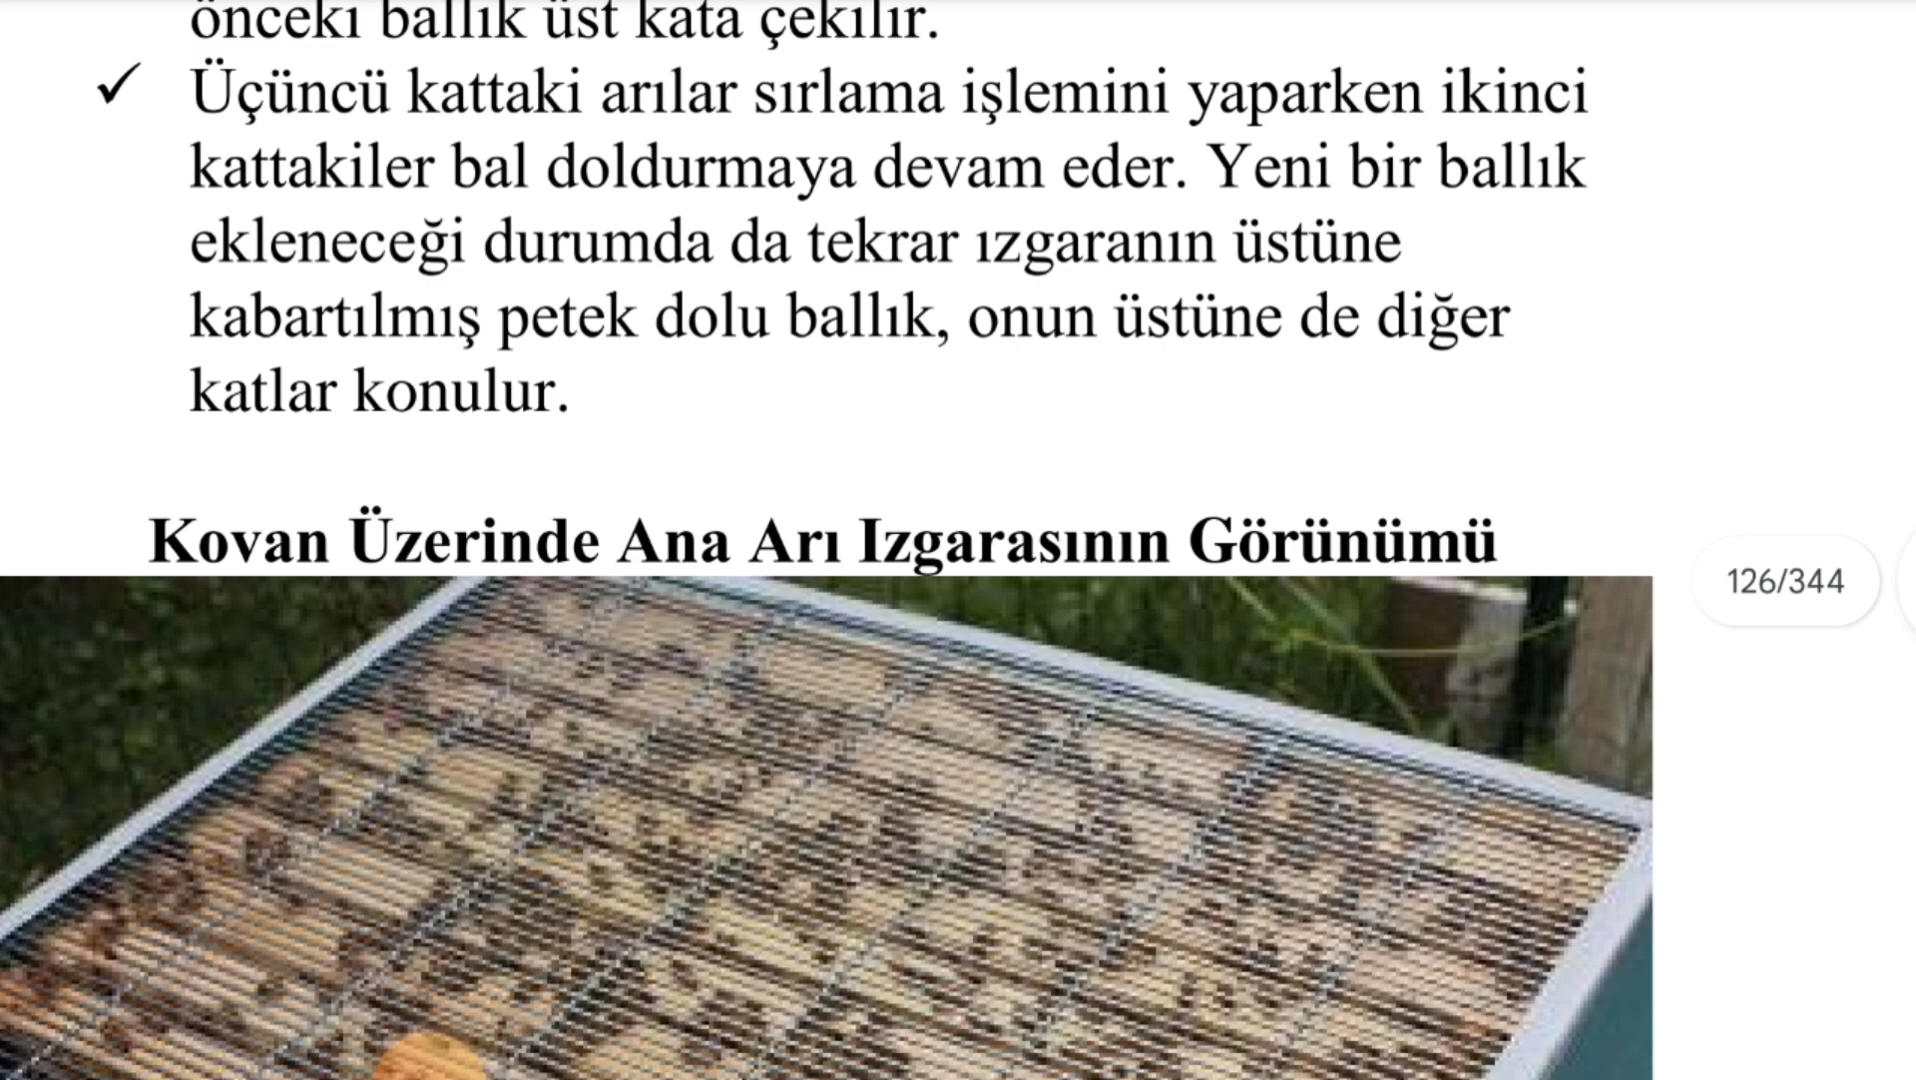 önceki ballık üst kata çekilir.
✓ Üçüncü kattaki arılar sırlama işlemini yaparken ikinci
kattakiler bal doldurmaya devam eder. Yeni bir ballık
ekleneceği durumda da tekrar ızgaranın üstüne
kabartılmış petek dolu ballık, onun üstüne de diğer
katlar konulur.
Kovan Üzerinde Ana Arı Izgarasının Görünümü
126/344